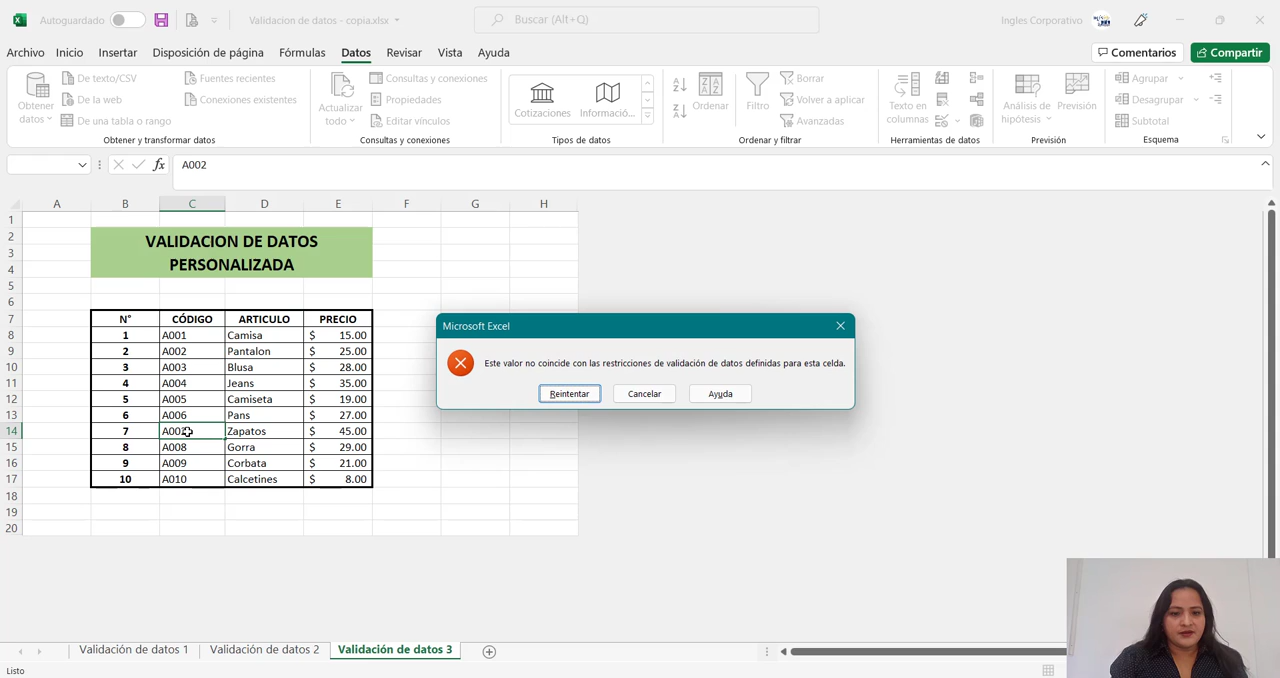 Autoguardado
Validacion de datos - copia.xlsx
Buscar (Alt+Q)
Ingles Corporativo
Archivo Inicio Insertar Disposición de página Fórmulas Datos Revisar Vista Ayuda
Comentarios Compartir
Obtener datos
De texto/CSV
De la web
De una tabla o rango
Fuentes recientes
Conexiones existentes
Obtener y transformar datos
Actualizar todo
Consultas y conexiones
Propiedades
Editar vínculos
Consultas y conexiones
Cotizaciones Informació...
Tipos de datos
Ordenar
Filtro
Borrar
Volver a aplicar
Avanzadas
Ordenar y filtrar
Texto en columnas
Herramientas de datos
Análisis de hipótesis
Previsión
Previsión
Agrupar
Desagrupar
Subtotal
Esquema
fx A002
A B C D E F G H
1
2
3
4
5
6
7
8
9
10
11
12
13
14
15
16
17
18
19
20
VALIDACION DE DATOS
PERSONALIZADA
N° CÓDIGO ARTICULO PRECIO
1 A001 Camisa $ 15.00
2 A002 Pantalon $ 25.00
3 A003 Blusa $ 28.00
4 A004 Jeans $ 35.00
5 A005 Camiseta $ 19.00
6 A006 Pans $ 27.00
7 A002 Zapatos $ 45.00
8 A008 Gorra $ 29.00
9 A009 Corbata $ 21.00
10 A010 Calcetines $ 8.00
Microsoft Excel
Este valor no coincide con las restricciones de validación de datos definidas para esta celda.
Reintentar Cancelar Ayuda
Validación de datos 1 Validación de datos 2 Validación de datos 3
Listo